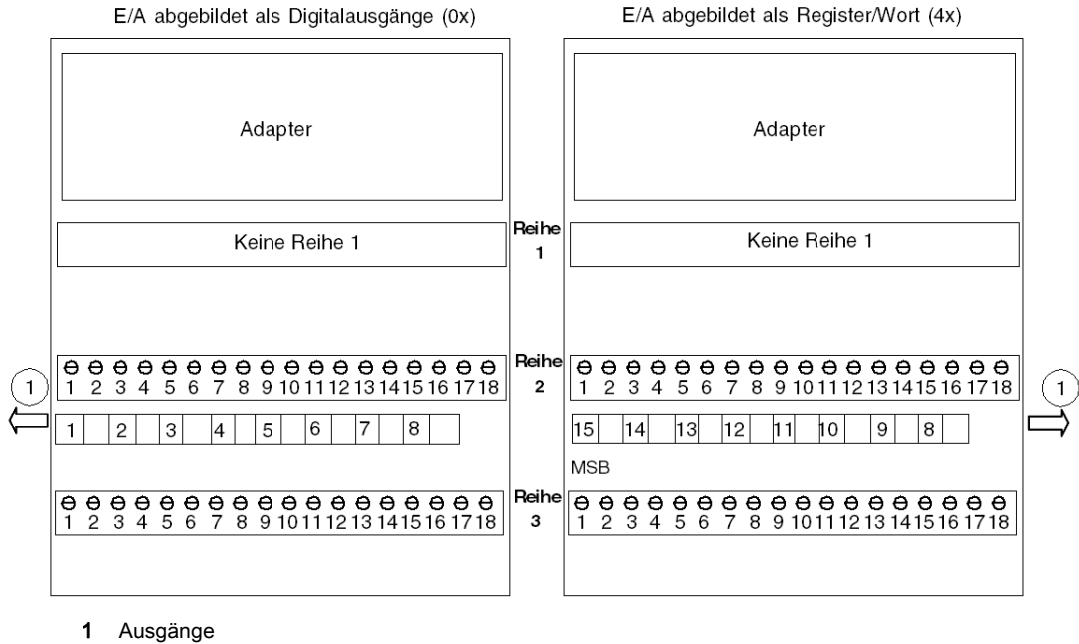 E/A abgebildet als Digitalausgänge (0x) E/A abgebildet als Register/Wort (4x)
Adapter Adapter
Reihe
Keine Reihe 1 1 Keine Reihe 1
Reihe
1 2 3 4 5 6 7 8 9 10 11 12 13 14 15 16 17 18 2 1 2 3 4 5 6 7 8 9 10 11 12 13 14 15 16 17 18
1 1
1 2 3 4 5 6 7 8 15 14 13 12 11 10 9 8
MSB
Reihe
1 2 3 4 5 6 7 8 9 10 11 12 13 14 15 16 17 18 3 1 2 3 4 5 6 7 8 9 10 11 12 13 14 15 16 17 18
1 Ausgänge